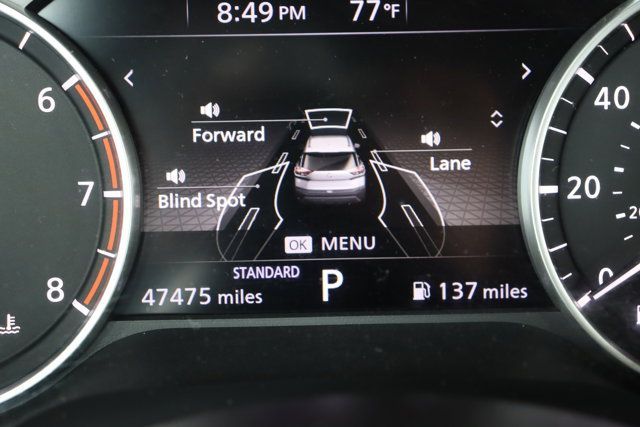 8:49 PM 77°F
6
Forward
Lane
7
Blind Spot
OK MENU
8
STANDARD
47475 miles P 137 miles
40
20
0